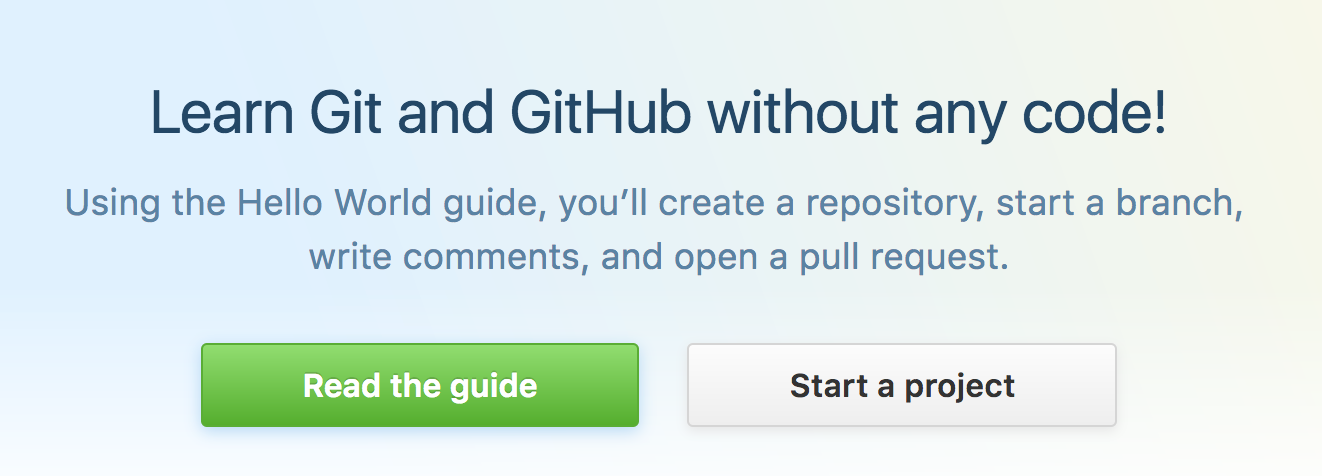 Learn Git and GitHub without any code!
Using the Hello World guide, you’ll create a repository, start a branch,
write comments, and open a pull request.
Read the guide
Start a project